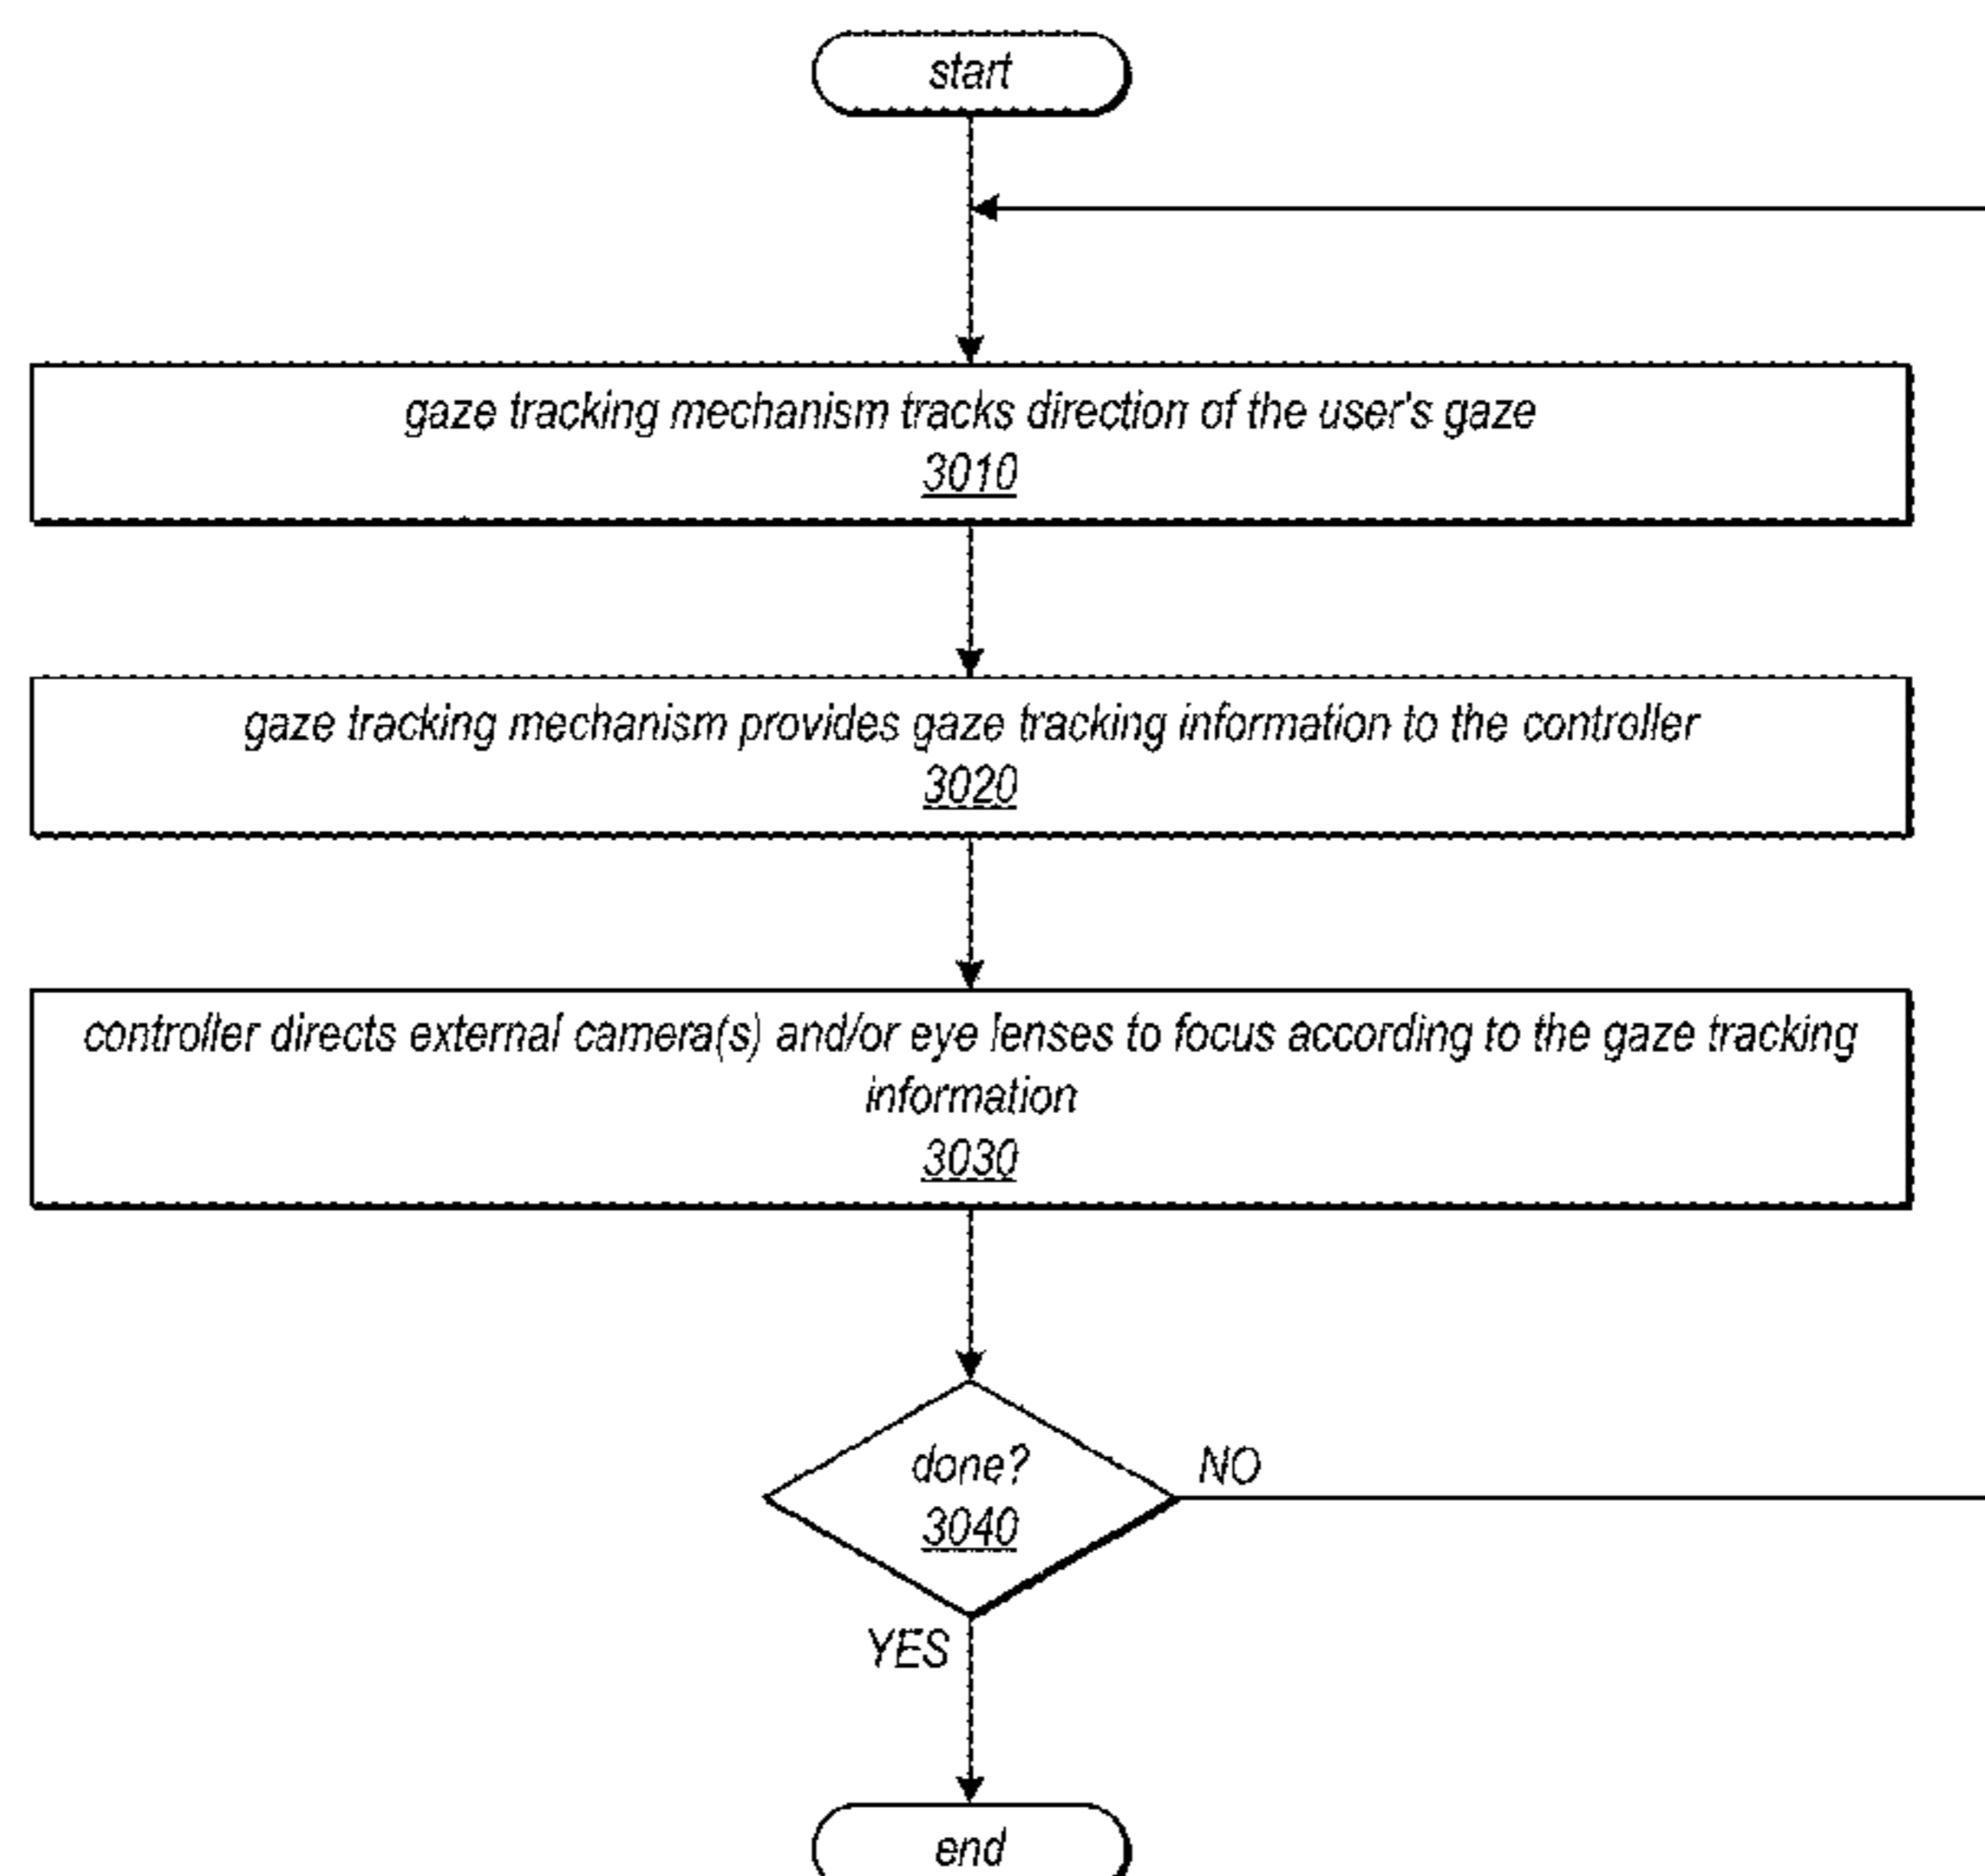 start
gaze tracking mechanism tracks direction of the user's gaze
3010
gaze tracking mechanism provides gaze tracking information to the controller
3020
controller directs external camera(s) and/or eye lenses to focus according to the gaze tracking
information
3030
done?
3040
NO
YES
end